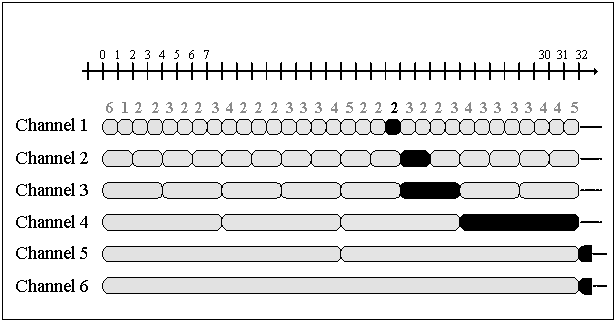 0 1 2 3 4 5 6 7 30 31 32
6 1 2 2 3 2 2 3 4 2 2 2 3 3 3 4 5 2 2 2 3 2 2 3 4 3 3 3 3 4 4 5
Channel 1
Channel 2
Channel 3
Channel 4
Channel 5
Channel 6